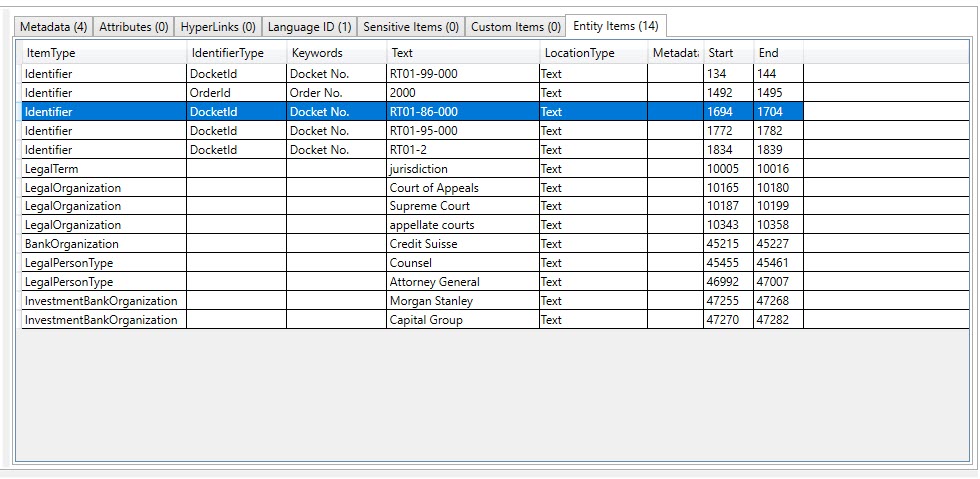 Metadata (4) Attributes (0) HyperLinks (0) Language ID (1) Sensitive Items (0) Custom Items (0) Entity Items (14)
ItemType IdentifierType Keywords Text LocationType Metadata Start End
Identifier DocketId Docket No. RT01-99-000 Text 134 144
Identifier OrderId Order No. 2000 Text 1492 1495
Identifier DocketId Docket No. RT01-86-000 Text 1694 1704
Identifier DocketId Docket No. RT01-95-000 Text 1772 1782
Identifier DocketId Docket No. RT01-2 Text 1834 1839
LegalTerm jurisdiction Text 10005 10016
LegalOrganization Court of Appeals Text 10165 10180
LegalOrganization Supreme Court Text 10187 10199
LegalOrganization appellate courts Text 10343 10358
BankOrganization Credit Suisse Text 45215 45227
LegalPersonType Counsel Text 45455 45461
LegalPersonType Attorney General Text 46992 47007
InvestmentBankOrganization Morgan Stanley Text 47255 47268
InvestmentBankOrganization Capital Group Text 47270 47282